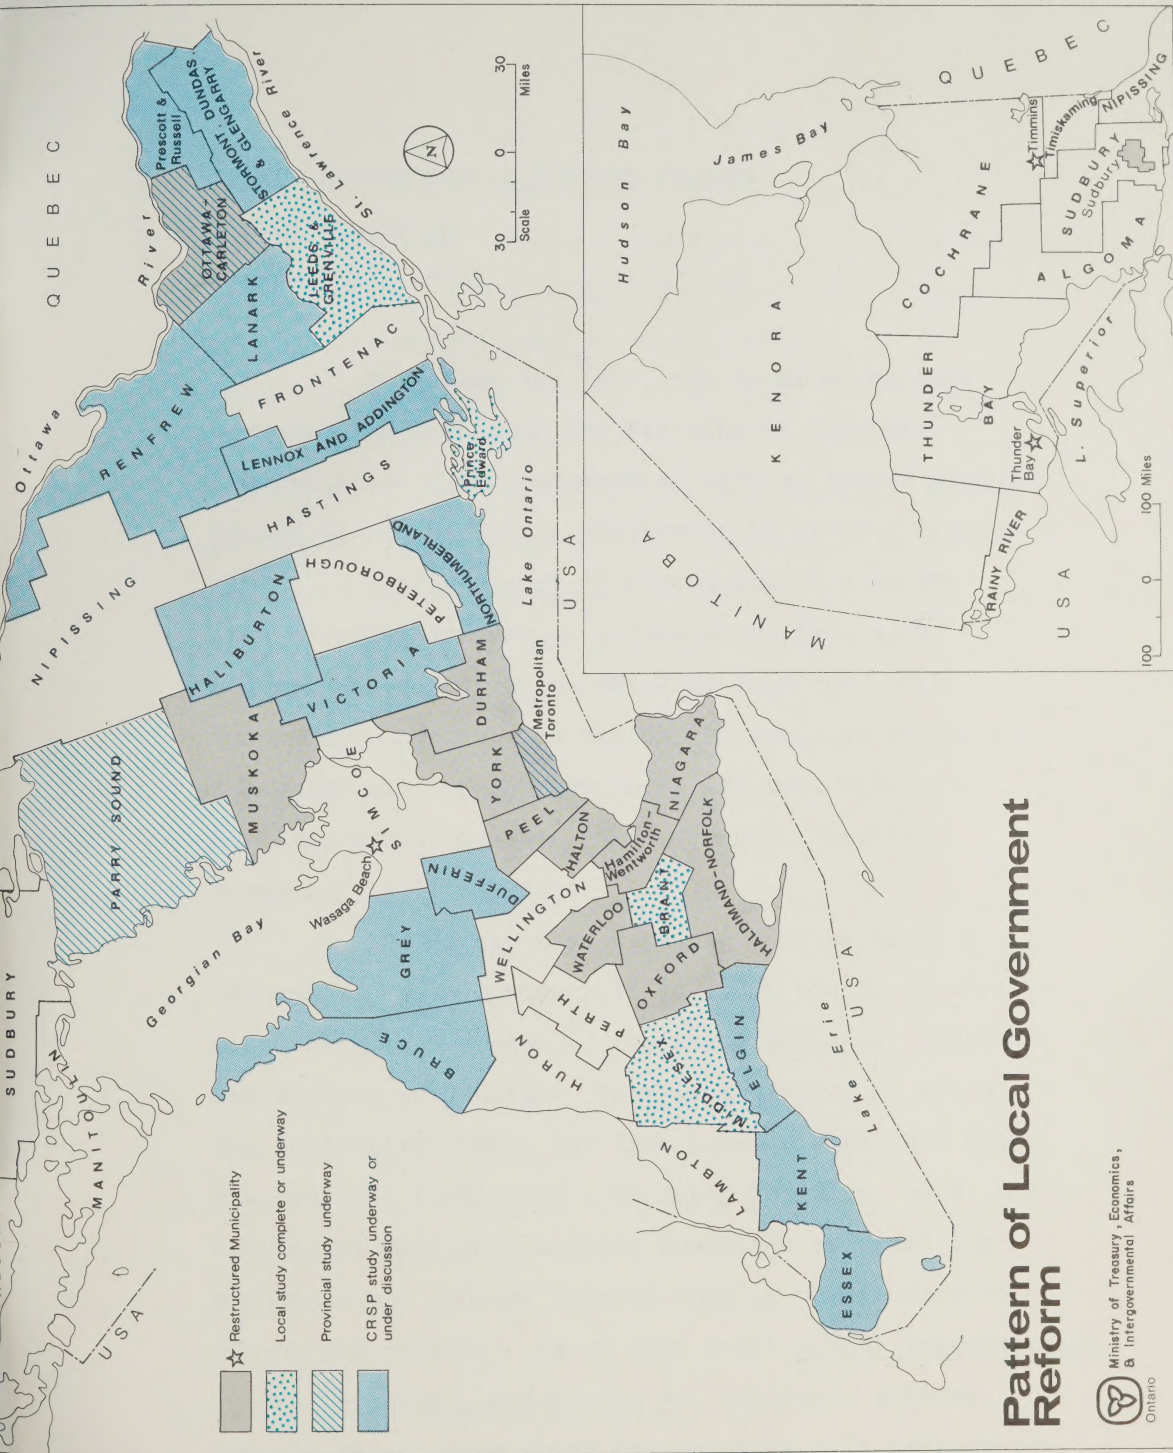 Pattern of Local Government
Reform
Ontario
Ministry of Treasury, Economics,
& Intergovernmental Affairs
Restructured Municipality
Local study complete or underway
Provincial study underway
CRSP study underway or
under discussion
USA
MANITOULIN
SUDBURY
Georgian Bay
PARRY SOUND
NIPISSING
MUSKOKA
HALIBURTON
VICTORIA
PETERBOROUGH
NORTHUMBERLAND
HASTINGS
LENNOX AND ADDINGTON
Prince
Edward
FRONTENAC
RENFREW
LANARK
LEEDS &
GRENVILLE
OTTAWA-
CARLETON
Prescott &
Russell
STORMONT, DUNDAS,
& GLENGARRY
Ottawa
River
QUEBEC
St. Lawrence River
30
0
30
Scale
Miles
N
Lake Ontario
USA
DURHAM
YORK
Metropolitan
Toronto
SIMCOE
Wasaga Beach
PEEL
HALTON
Hamilton-
Wentworth
NIAGARA
HALDIMAND-NORFOLK
BRANT
WATERLOO
WELLINGTON
DUFFERIN
GREY
BRUCE
HURON
PERTH
OXFORD
MIDDLESEX
ELGIN
LAMBTON
KENT
ESSEX
Lake Erie
USA
Hudson Bay
James Bay
QUEBEC
MANITOBA
KENORA
COCHRANE
THUNDER
BAY
Thunder
Bay
RAINY RIVER
L. Superior
USA
ALGOMA
SUDBURY
Sudbury
Timmins
Timiskaming
NIPISSING
100
0
100 Miles